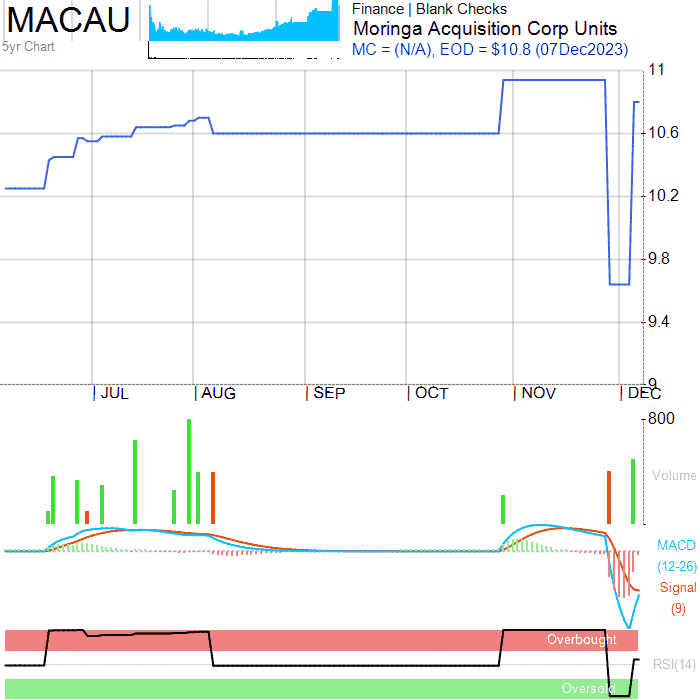 MACAU
5yr Chart
Finance | Blank Checks
Moringa Acquisition Corp Units
MC = (N/A), EOD = $10.8 (07Dec2023)
11
10.6
10.2
9.8
9.4
9
JUL AUG SEP OCT NOV DEC
800
Volume
MACD
(12-26)
Signal
(9)
Overbought
RSI(14)
Oversold